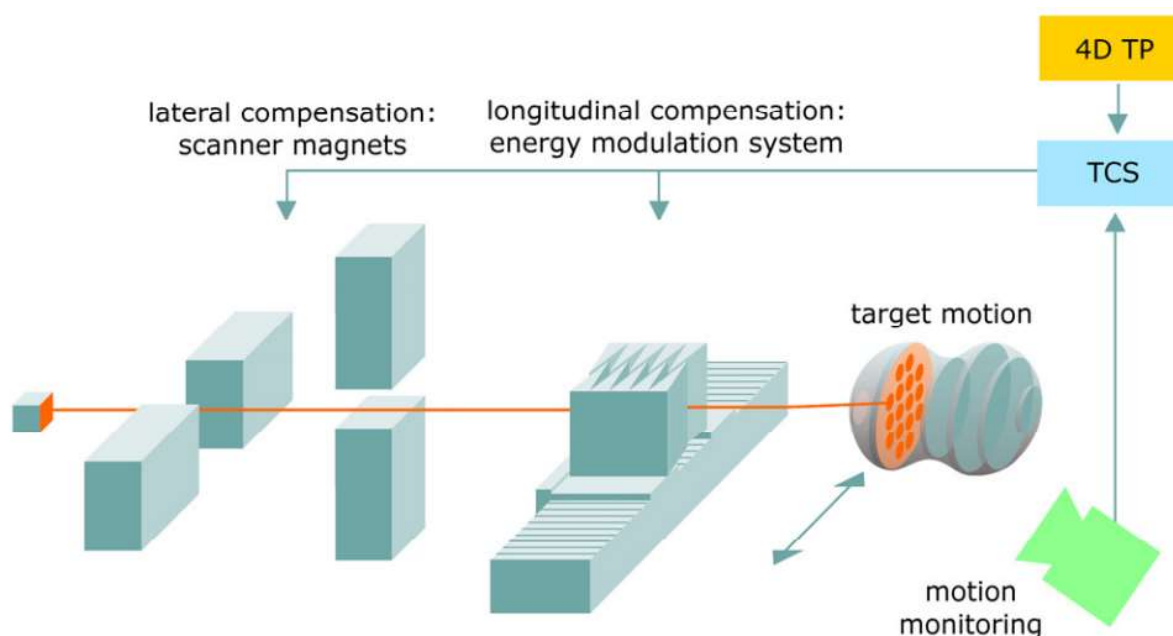 4D TP
lateral compensation:
scanner magnets
longitudinal compensation:
energy modulation system
TCS
target motion
motion
monitoring